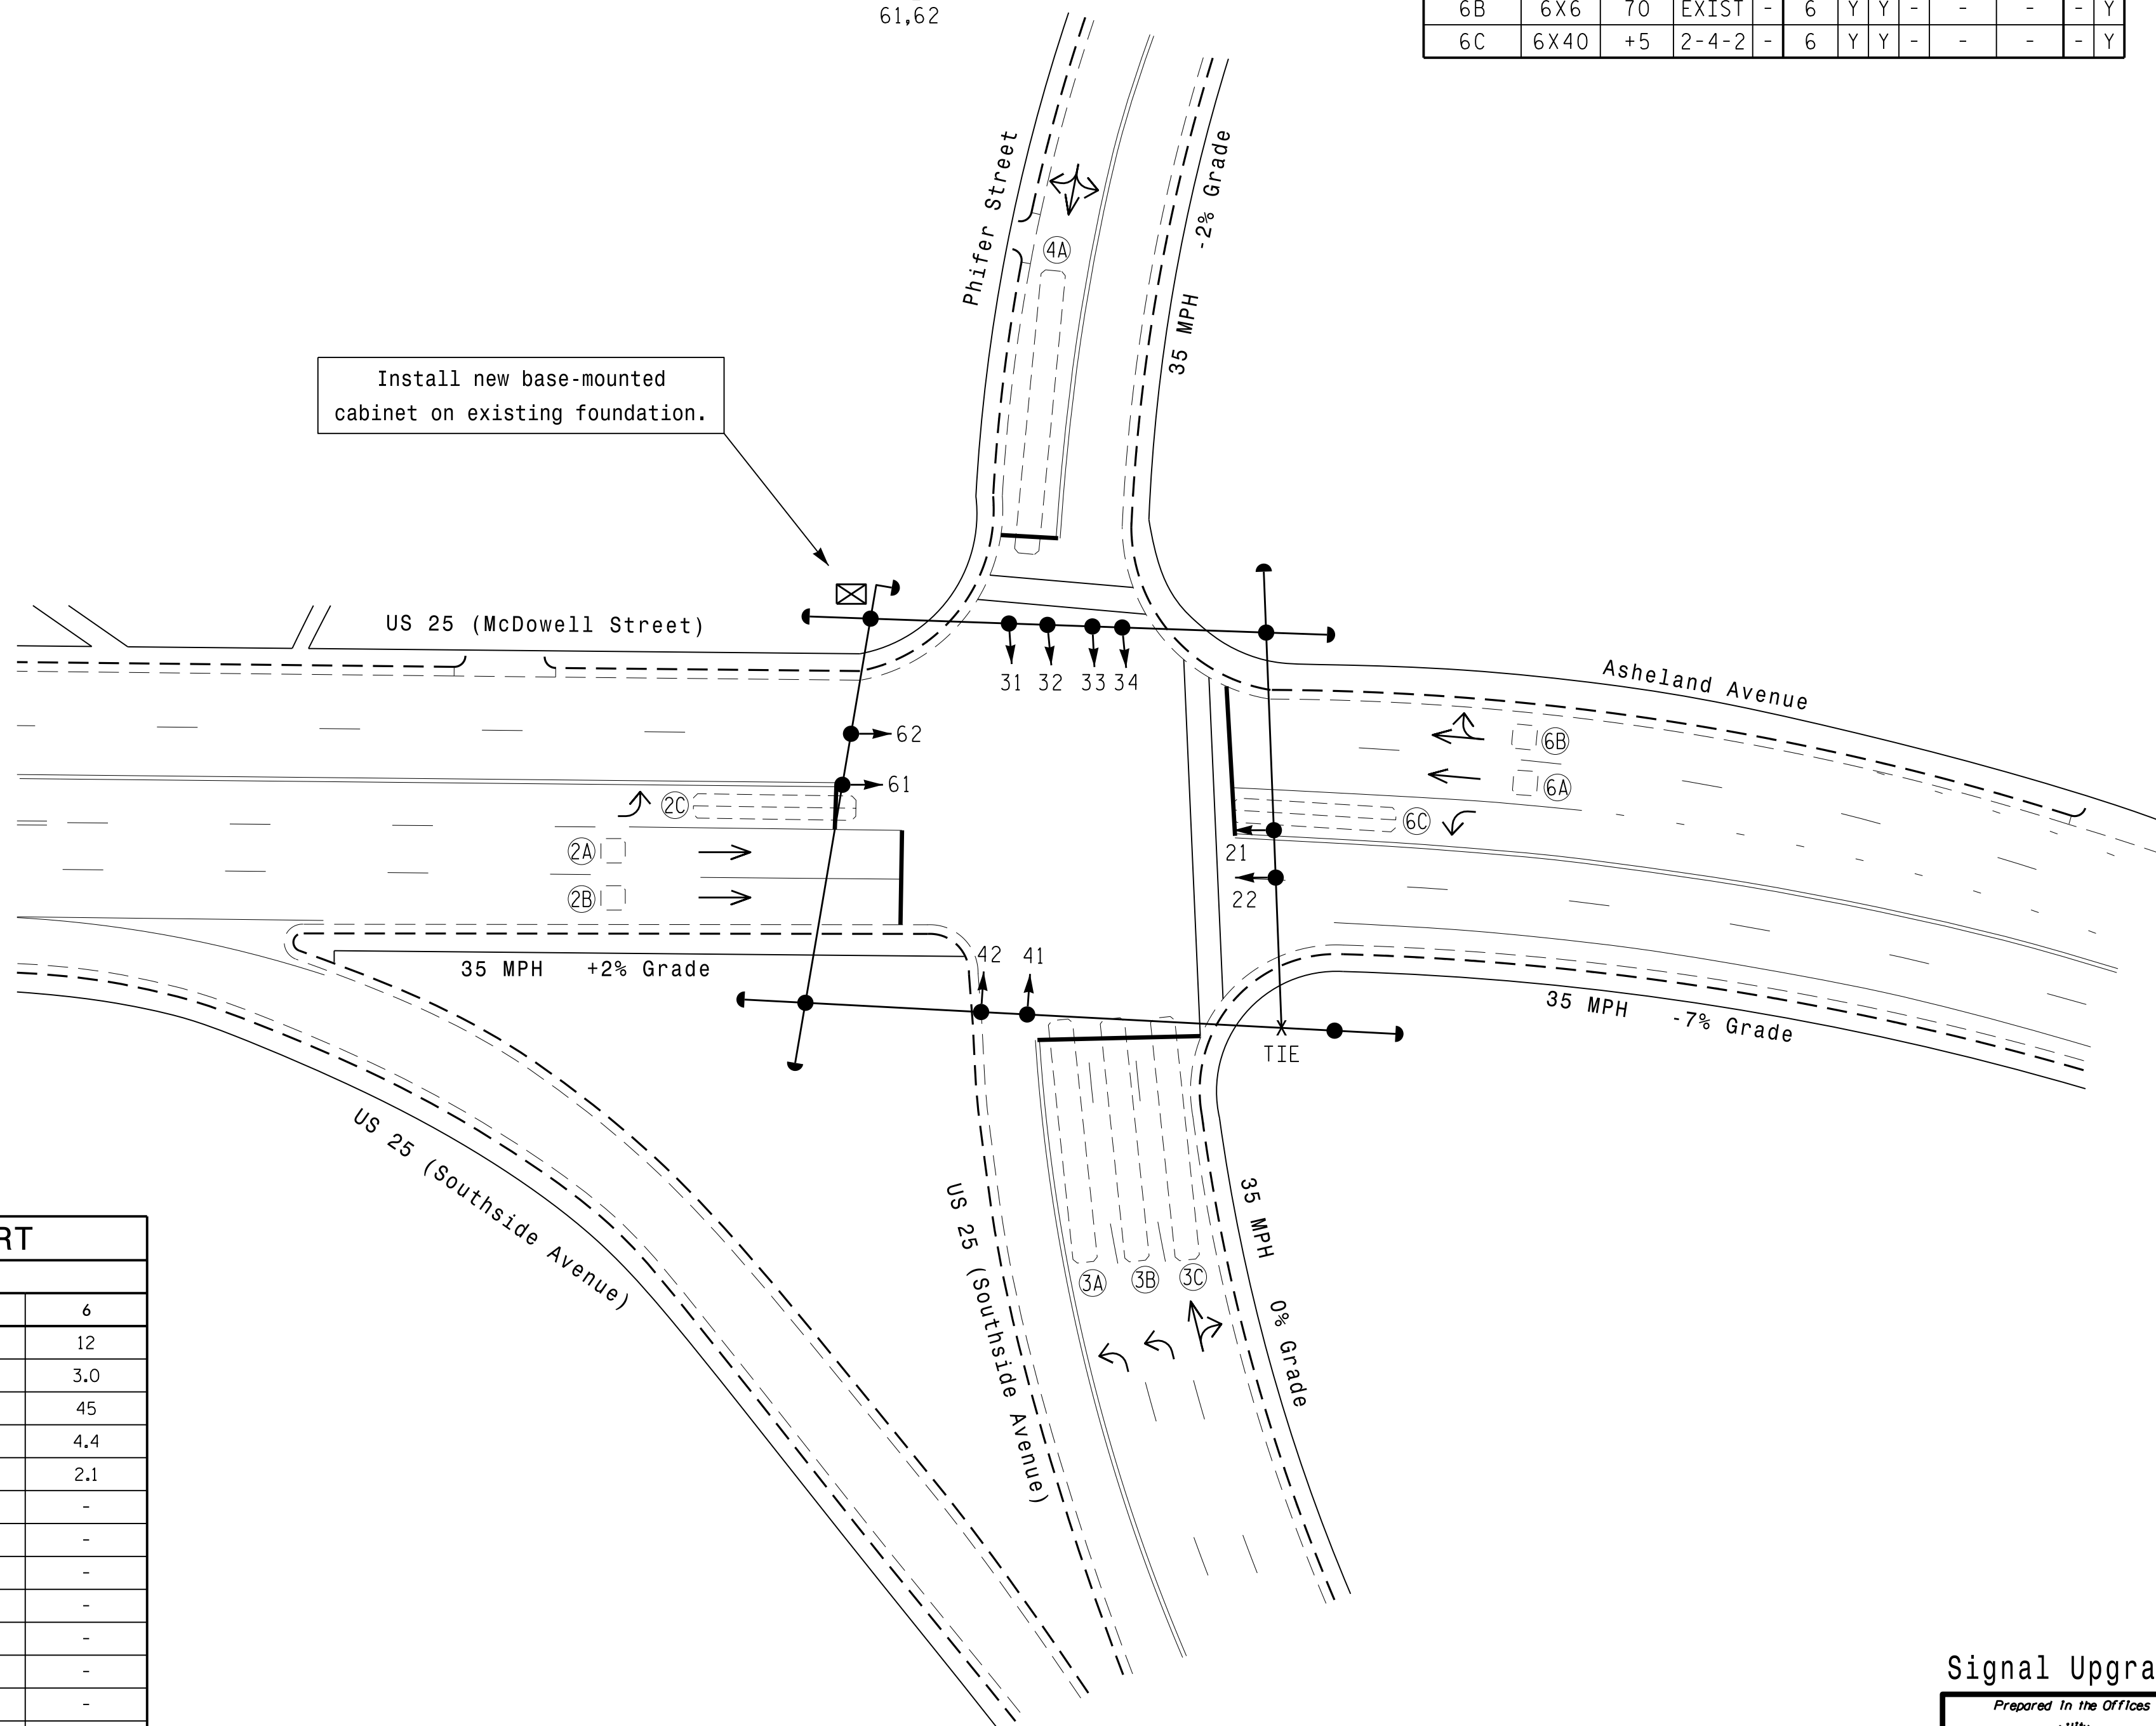 61,62
6B 6X6 70 EXIST - 6 Y Y - - - - Y
6C 6X40 +5 2-4-2 - 6 Y Y - - - - Y
Phifer Street
35 MPH -2% Grade
4A
Install new base-mounted
cabinet on existing foundation.
US 25 (McDowell Street)
31 32 33 34
Asheland Avenue
62
61
6B
6A
2C
6C
2A
21
2B
22
35 MPH +2% Grade
42 41
35 MPH -7% Grade
TIE
US 25 (Southside Avenue)
US 25 (Southside Avenue)
35 MPH 0% Grade
3A 3B 3C
RT
6
12
3.0
45
4.4
2.1
-
-
-
-
-
-
-
Signal Upgra
Prepared in the Offices